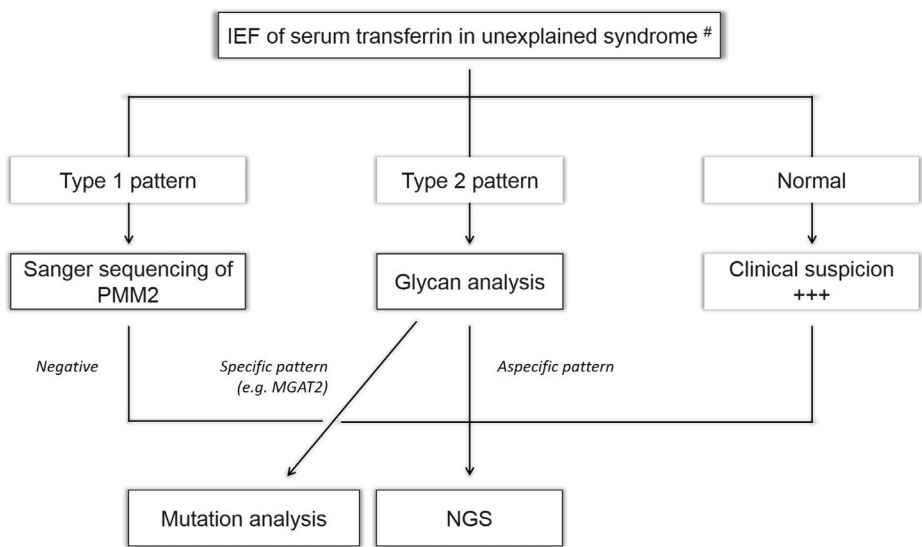 IEF of serum transferrin in unexplained syndrome #
Type 1 pattern
Type 2 pattern
Normal
Sanger sequencing of
PMM2
Glycan analysis
Clinical suspicion
+++
Negative
Specific pattern
(e.g. MGAT2)
Aspecific pattern
Mutation analysis
NGS